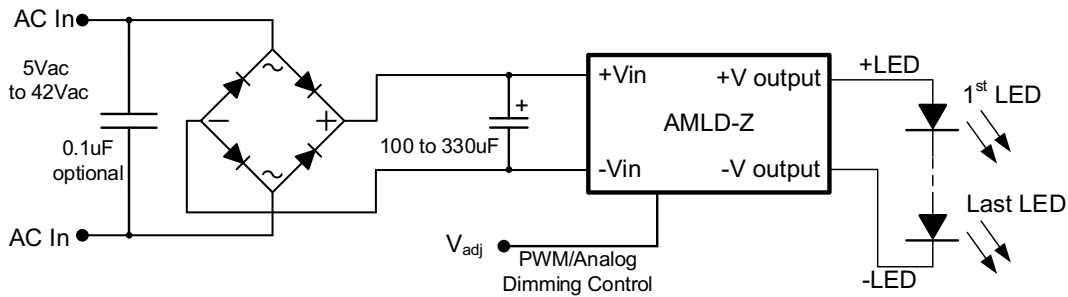 AC In
5Vac
to 42Vac
0.1uF
optional
AC In
~
−
+
~
+
100 to 330uF
+Vin
+V output
AMLD-Z
-Vin
-V output
Vadj
PWM/Analog
Dimming Control
+LED
1st LED
Last LED
-LED